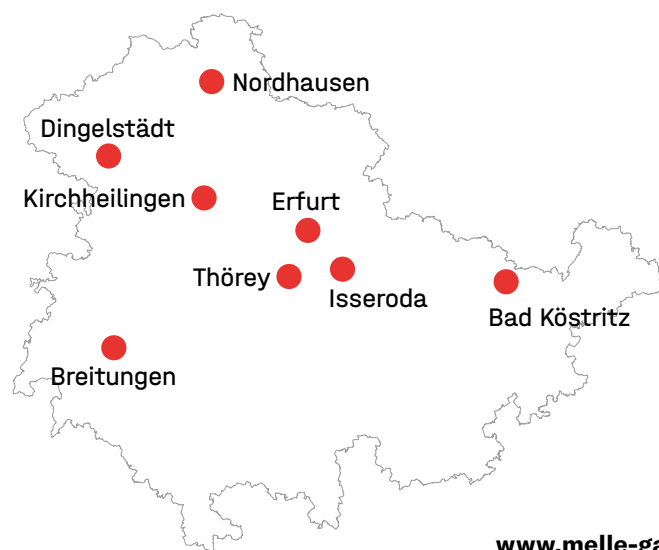 Nordhausen
Dingelstädt
Kirchheilingen
Erfurt
Thörey
Isseroda
Bad Köstritz
Breitungen
www.melle-ga